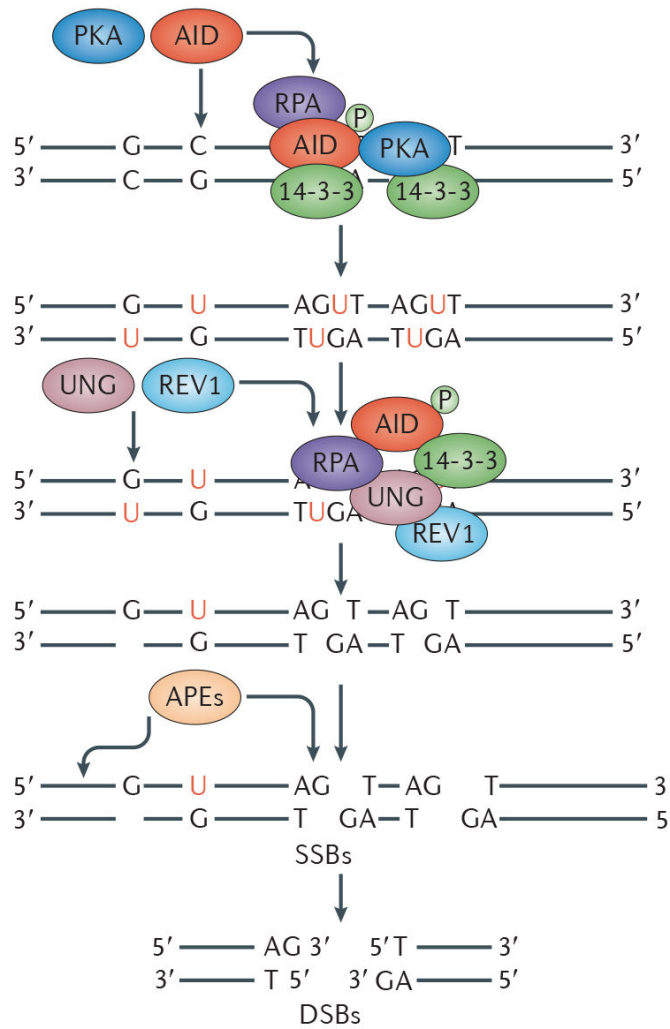 PKA AID
RPA
P
5′ G C AID PKA T 3′
3′ C G 14-3-3 A 14-3-3 5′
5′ G U AGUT AGUT 3′
3′ U G TUGA TUGA 5′
UNG REV1
P
AID
RPA 14-3-3
5′ G U A 3′
UNG
3′ U G TUGA A 5′
REV1
5′ G U AG T AG T 3′
3′ G T GA T GA 5′
APEs
5′ G U AG T AG T 3
3′ G T GA T GA 5
SSBs
5′ AG 3′ 5′ T 3′
3′ T 5′ 3′ GA 5′
DSBs